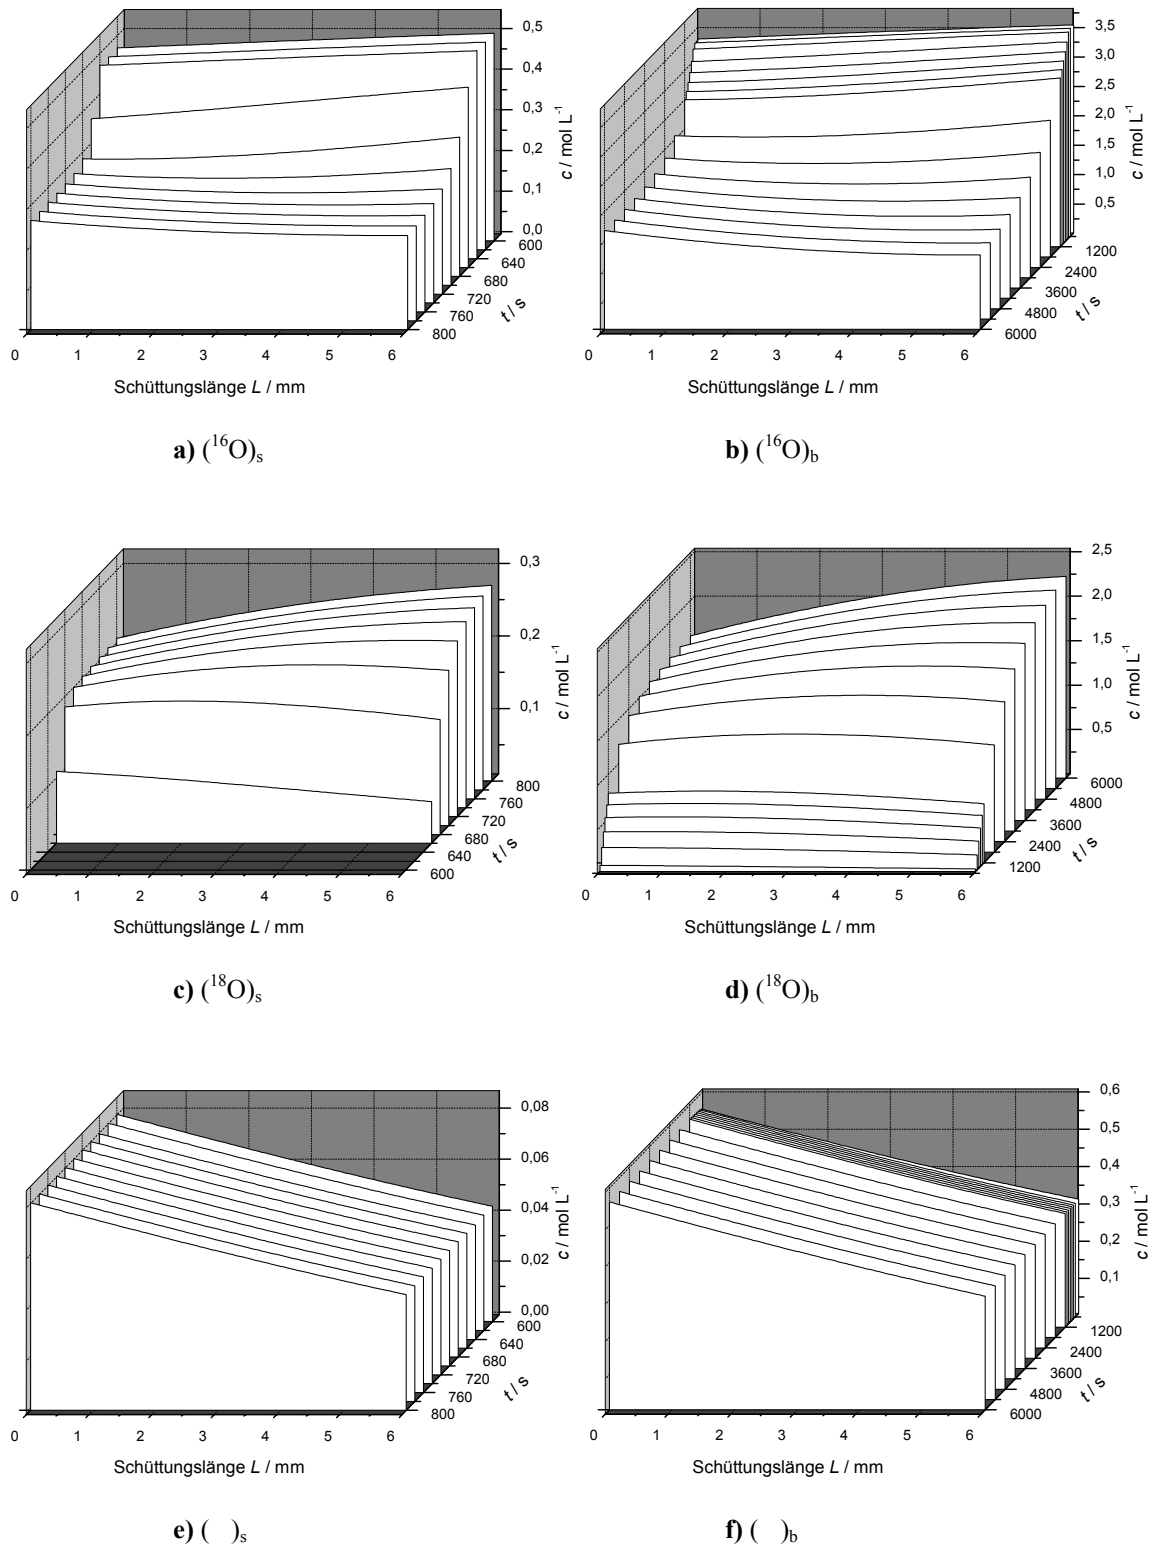 0,5
0,4
0,3
0,2
0,1
0,0
c / mol L⁻¹
600
640
680
720
760
800
t / s
0 1 2 3 4 5 6
Schüttungslänge L / mm
a) (¹⁶O)ₛ
3,5
3,0
2,5
2,0
1,5
1,0
0,5
c / mol L⁻¹
1200
2400
3600
4800
6000
t / s
0 1 2 3 4 5 6
Schüttungslänge L / mm
b) (¹⁶O)b
0,3
0,2
0,1
c / mol L⁻¹
800
760
720
680
640
600
t / s
0 1 2 3 4 5 6
Schüttungslänge L / mm
c) (¹⁸O)ₛ
2,5
2,0
1,5
1,0
0,5
c / mol L⁻¹
6000
4800
3600
2400
1200
t / s
0 1 2 3 4 5 6
Schüttungslänge L / mm
d) (¹⁸O)b
0,08
0,06
0,04
0,02
0,00
c / mol L⁻¹
600
640
680
720
760
800
t / s
0 1 2 3 4 5 6
Schüttungslänge L / mm
e) ( )ₛ
0,6
0,5
0,4
0,3
0,2
0,1
c / mol L⁻¹
1200
2400
3600
4800
6000
t / s
0 1 2 3 4 5 6
Schüttungslänge L / mm
f) ( )b